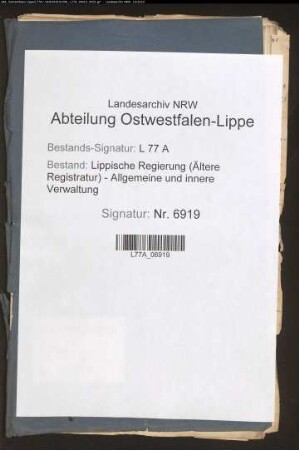 Landesarchiv NRW
Abteilung Ostwestfalen-Lippe
Bestands-Signatur: L 77 A
Bestand: Lippische Regierung (Ältere
Registratur) - Allgemeine und innere
Verwaltung
Signatur: Nr. 6919
L77A_06919